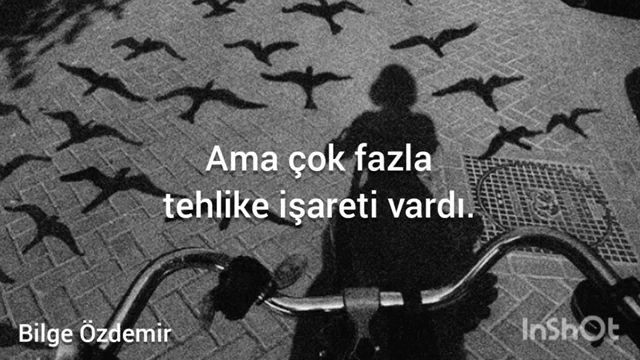 Ama çok fazla
tehlike işareti vardı.
Bilge Özdemir
InShOt